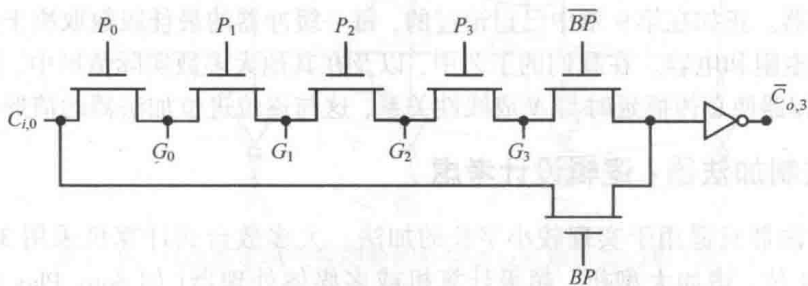 P₀ P₁ P₂ P₃ B̅P̅
C_{i,0} G₀ G₁ G₂ G₃ C̅_{o,3}
BP